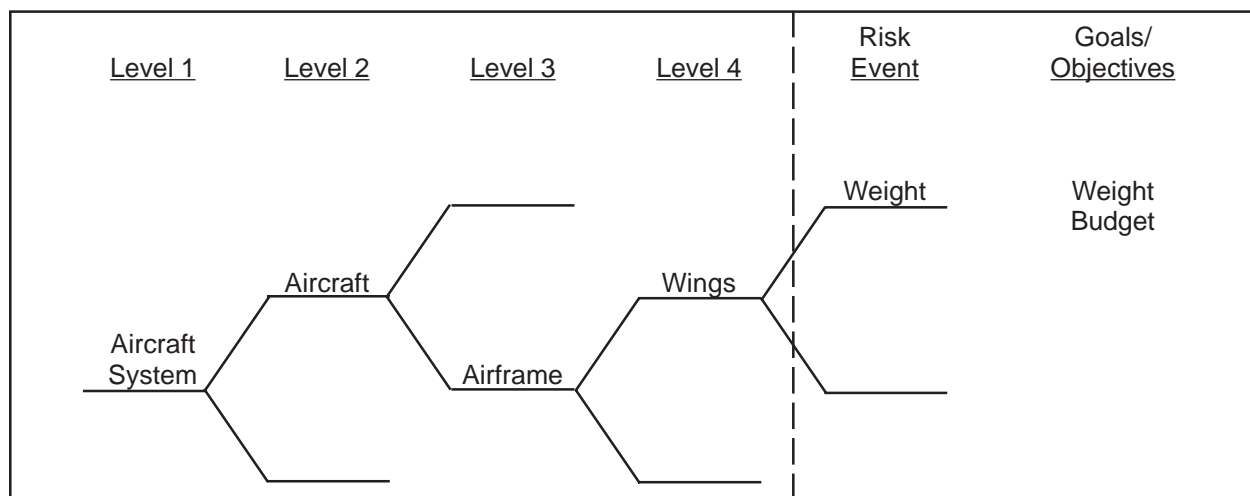 Level 1 Level 2 Level 3 Level 4 Risk Event Goals/ Objectives
Weight
Weight
Budget
Aircraft
Wings
Aircraft
System
Airframe